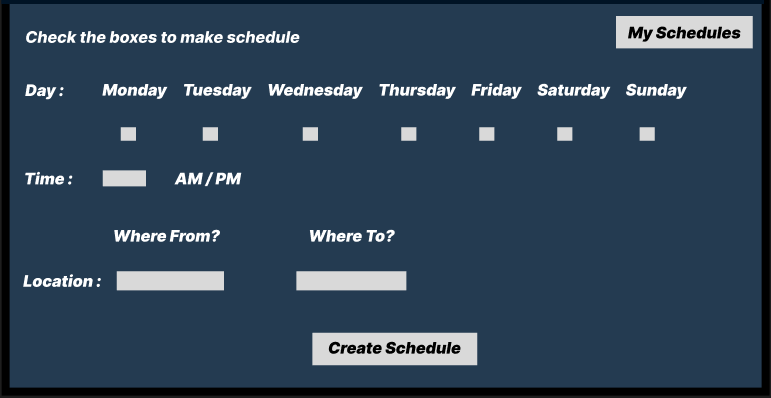 Check the boxes to make schedule
My Schedules
Day : Monday Tuesday Wednesday Thursday Friday Saturday Sunday
Time : AM / PM
Where From? Where To?
Location :
Create Schedule